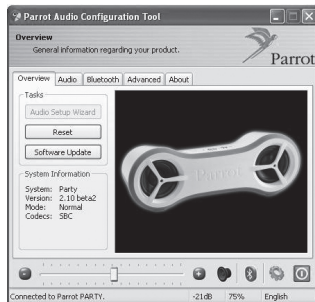 Parrot Audio Configuration Tool
Overview
General information regarding your product.
Parrot
Overview Audio Bluetooth Advanced About
Tasks
Audio Setup Wizard
Reset
Software Update
System Information
System: Party
Version: 2.10 beta2
Mode: Normal
Codecs: SBC
Parrot
Connected to Parrot PARTY. -21dB 75% English